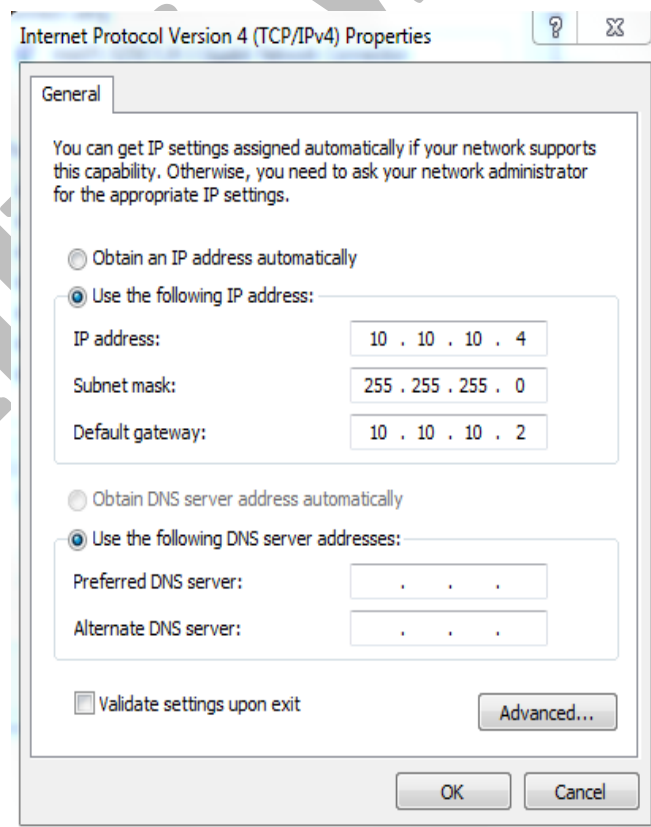 Internet Protocol Version 4 (TCP/IPv4) Properties
General
You can get IP settings assigned automatically if your network supports
this capability. Otherwise, you need to ask your network administrator
for the appropriate IP settings.
Obtain an IP address automatically
Use the following IP address:
IP address: 10 . 10 . 10 . 4
Subnet mask: 255 . 255 . 255 . 0
Default gateway: 10 . 10 . 10 . 2
Obtain DNS server address automatically
Use the following DNS server addresses:
Preferred DNS server: . . .
Alternate DNS server: . . .
Validate settings upon exit
Advanced...
OK Cancel